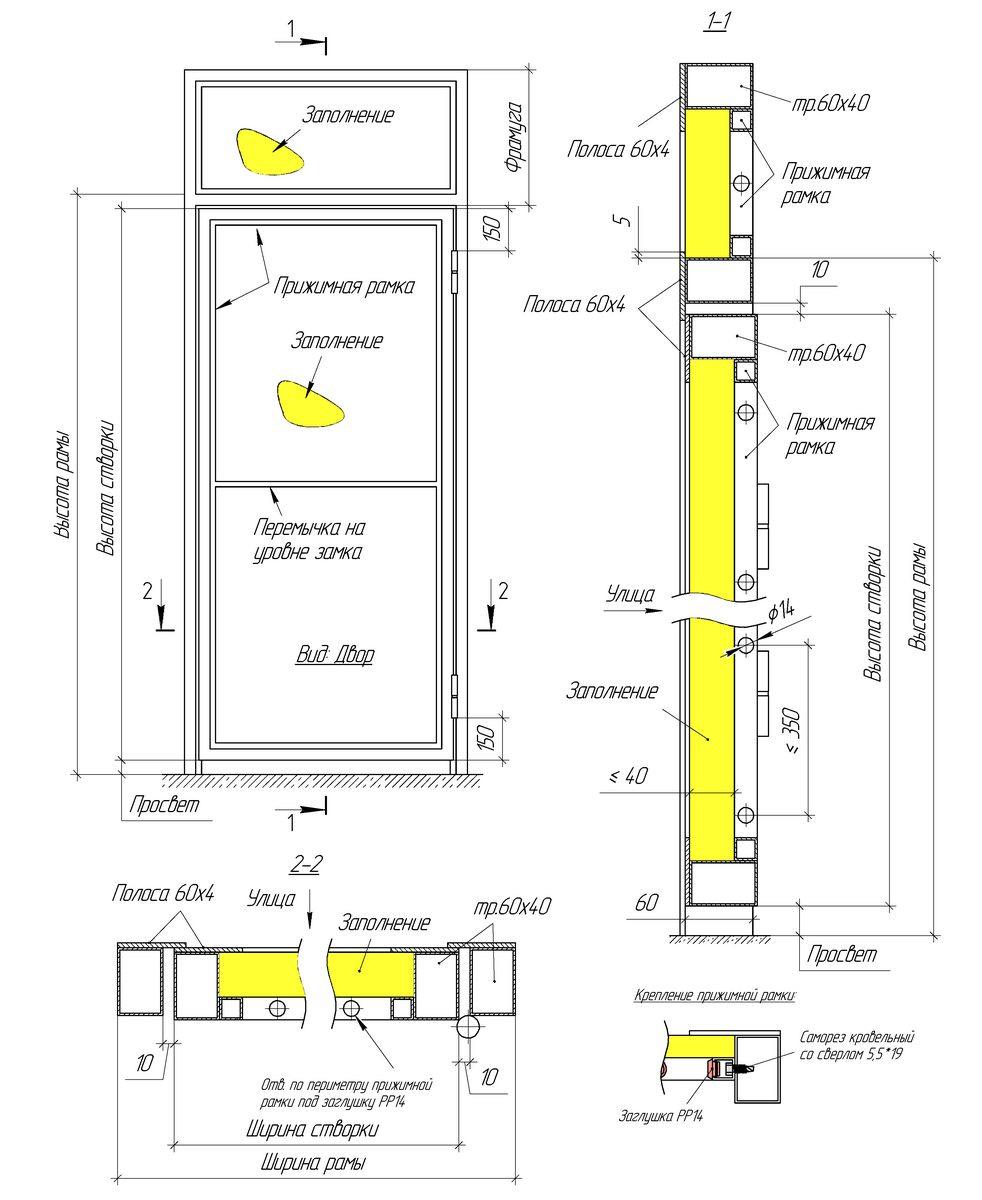 1
Заполнение
Фрамуга
150
Прижимная рамка
Заполнение
Высота рамы
Высота створки
Перемычка на
уровне замка
2
2
Вид: Двор
150
Просвет
1
1-1
тр.60х40
Полоса 60х4
Прижимная
рамка
5
10
Полоса 60х4
тр.60х40
Прижимная
рамка
Улица
ϕ14
Высота створки
Высота рамы
Заполнение
≤ 350
≤ 40
60
Просвет
2-2
Полоса 60х4
Улица
Заполнение
тр.60х40
10
10
Отв. по периметру прижимной
рамки под заглушку РР14
Ширина створки
Ширина рамы
Крепление прижимной рамки:
Саморез кровельный
со сверлом 5,5*19
Заглушка РР14